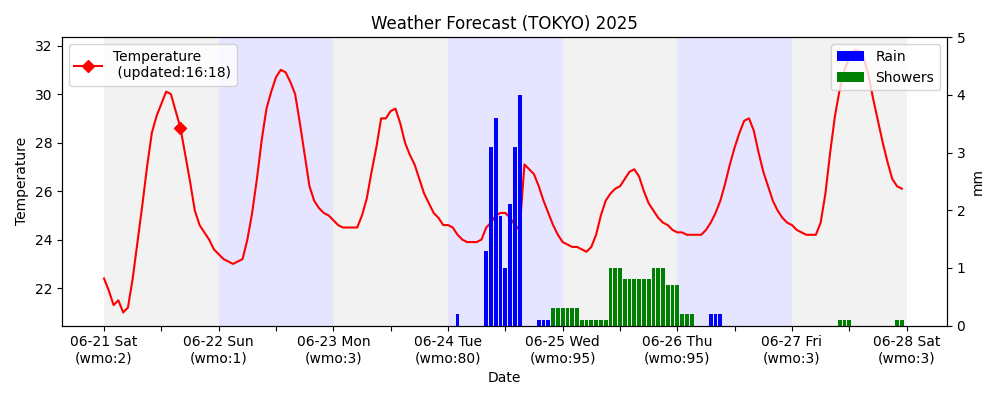 Weather Forecast (TOKYO) 2025
Temperature
(updated:16:18)
Rain
Showers
Temperature
32
30
28
26
24
22
5
4
3
2
1
0
mm
06-21 Sat
(wmo:2)
06-22 Sun
(wmo:1)
06-23 Mon
(wmo:3)
06-24 Tue
(wmo:80)
06-25 Wed
(wmo:95)
06-26 Thu
(wmo:95)
06-27 Fri
(wmo:3)
06-28 Sat
(wmo:3)
Date